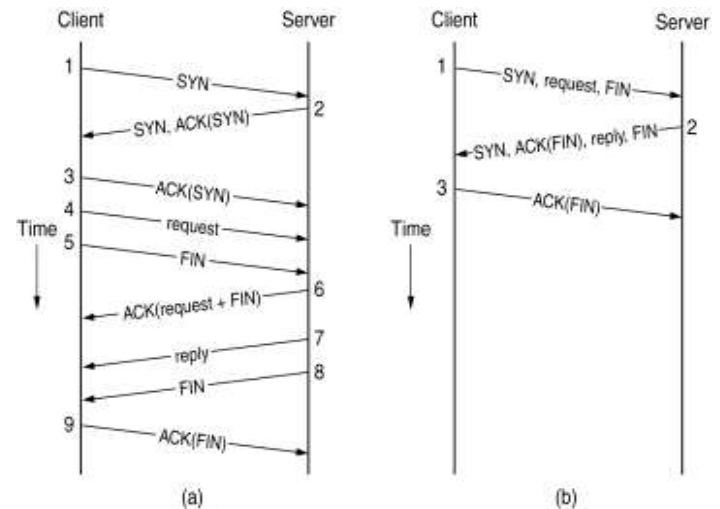 Client
Server
1
SYN
2
SYN, ACK(SYN)
3
ACK(SYN)
4
request
Time
5
FIN
6
ACK(request + FIN)
7
reply
8
FIN
9
ACK(FIN)
(a)
Client
Server
1
SYN, request, FIN
2
SYN, ACK(FIN), reply, FIN
3
ACK(FIN)
Time
(b)